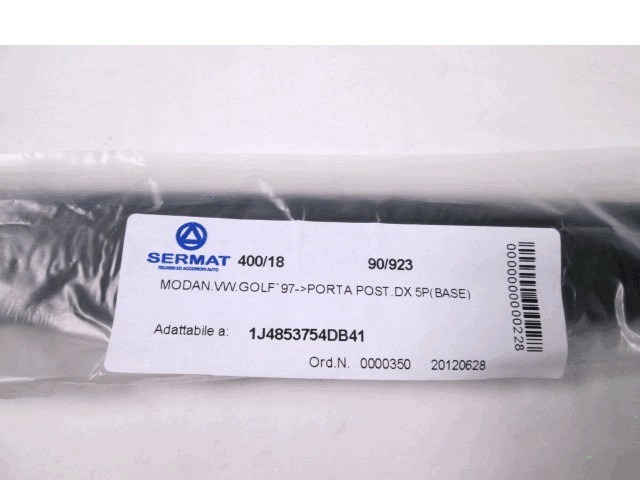 SERMAT 400/18 90/923
RICAMBI ED ACCESSORI AUTO
MODAN.VW.GOLF`97->PORTA POST.DX 5P(BASE)
Adattabile a: 1J4853754DB41
Ord.N. 0000350 20120628
0000000000228